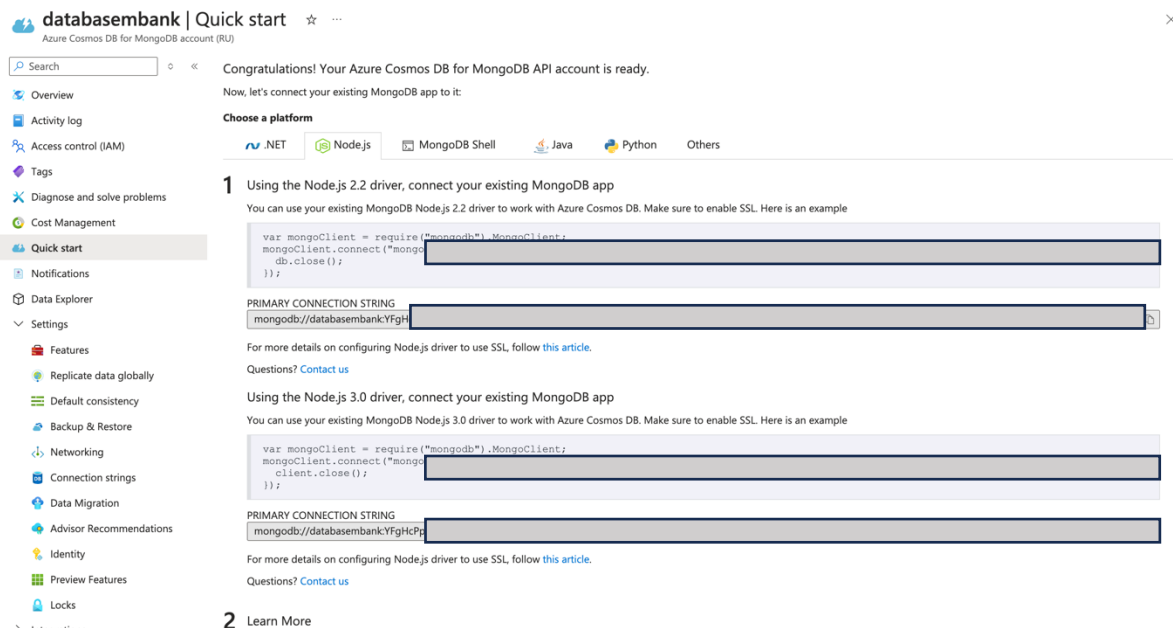 databasembank | Quick start
Azure Cosmos DB for MongoDB account (RU)
Search
Overview
Activity log
Access control (IAM)
Tags
Diagnose and solve problems
Cost Management
Quick start
Notifications
Data Explorer
Settings
Features
Replicate data globally
Default consistency
Backup & Restore
Networking
Connection strings
Data Migration
Advisor Recommendations
Identity
Preview Features
Locks
Congratulations! Your Azure Cosmos DB for MongoDB API account is ready.
Now, let's connect your existing MongoDB app to it:
Choose a platform
.NET
Node.js
MongoDB Shell
Java
Python
Others
1 Using the Node.js 2.2 driver, connect your existing MongoDB app
You can use your existing MongoDB Node.js 2.2 driver to work with Azure Cosmos DB. Make sure to enable SSL. Here is an example
var mongoClient = require("mongodb").MongoClient;
mongoClient.connect("mongo
db.close();
});
PRIMARY CONNECTION STRING
mongodb://databasembank:YFgH
For more details on configuring Node.js driver to use SSL, follow this article.
Questions? Contact us
Using the Node.js 3.0 driver, connect your existing MongoDB app
You can use your existing MongoDB Node.js 3.0 driver to work with Azure Cosmos DB. Make sure to enable SSL. Here is an example
var mongoClient = require("mongodb").MongoClient;
mongoClient.connect("mongo
client.close();
});
PRIMARY CONNECTION STRING
mongodb://databasembank:YFgHcPp
For more details on configuring Node.js driver to use SSL, follow this article.
Questions? Contact us
2 Learn More